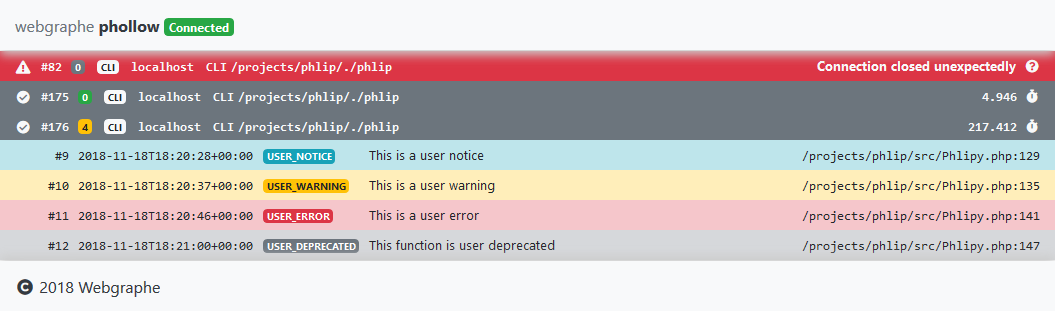 webgraphe phollow Connected
#82 0 CLI localhost CLI /projects/phlip/./phlip Connection closed unexpectedly
#175 0 CLI localhost CLI /projects/phlip/./phlip 4.946
#176 4 CLI localhost CLI /projects/phlip/./phlip 217.412
#9 2018-11-18T18:20:28+00:00 USER_NOTICE This is a user notice /projects/phlip/src/Phlipy.php:129
#10 2018-11-18T18:20:37+00:00 USER_WARNING This is a user warning /projects/phlip/src/Phlipy.php:135
#11 2018-11-18T18:20:46+00:00 USER_ERROR This is a user error /projects/phlip/src/Phlipy.php:141
#12 2018-11-18T18:21:00+00:00 USER_DEPRECATED This function is user deprecated /projects/phlip/src/Phlipy.php:147
© 2018 Webgraphe